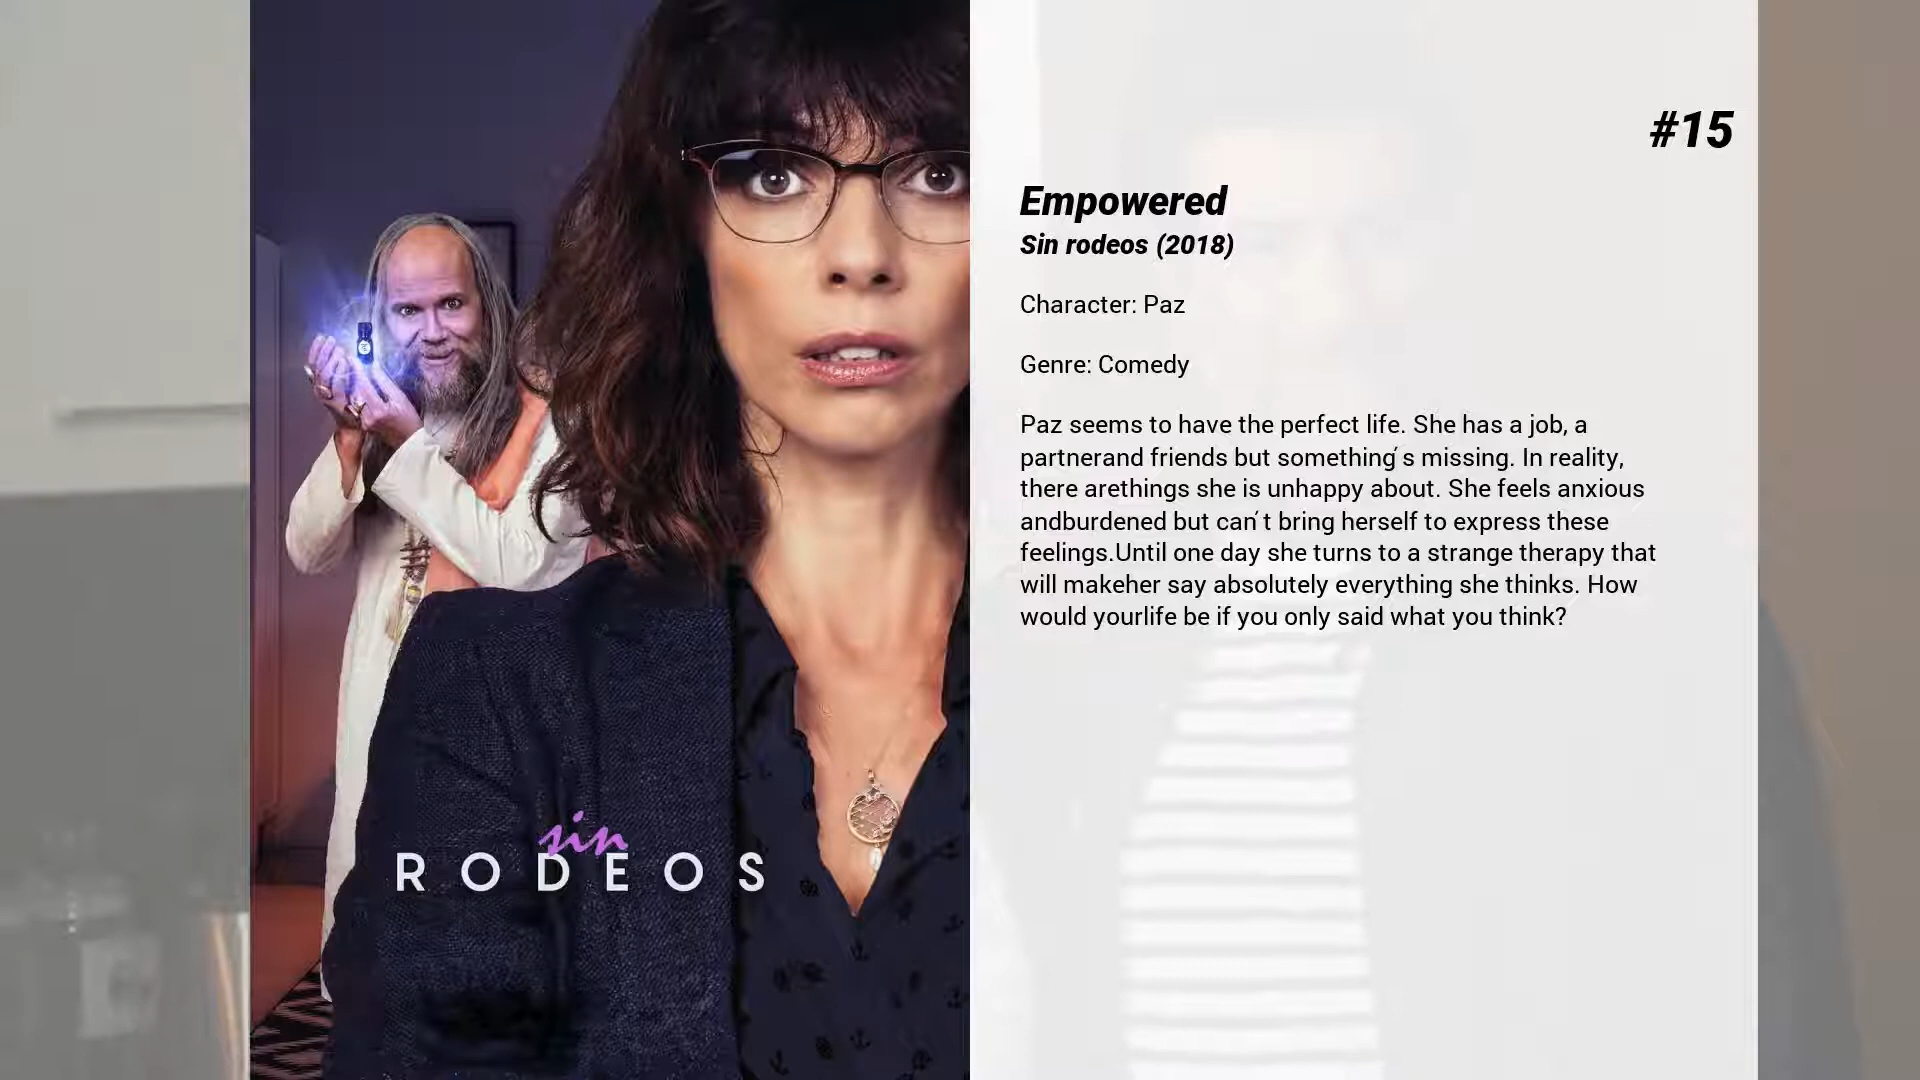 sin
RODEOS
#15
Empowered
Sin rodeos (2018)
Character: Paz
Genre: Comedy
Paz seems to have the perfect life. She has a job, a
partnerand friends but something´s missing. In reality,
there arethings she is unhappy about. She feels anxious
andburdened but can´t bring herself to express these
feelings.Until one day she turns to a strange therapy that
will makeher say absolutely everything she thinks. How
would yourlife be if you only said what you think?